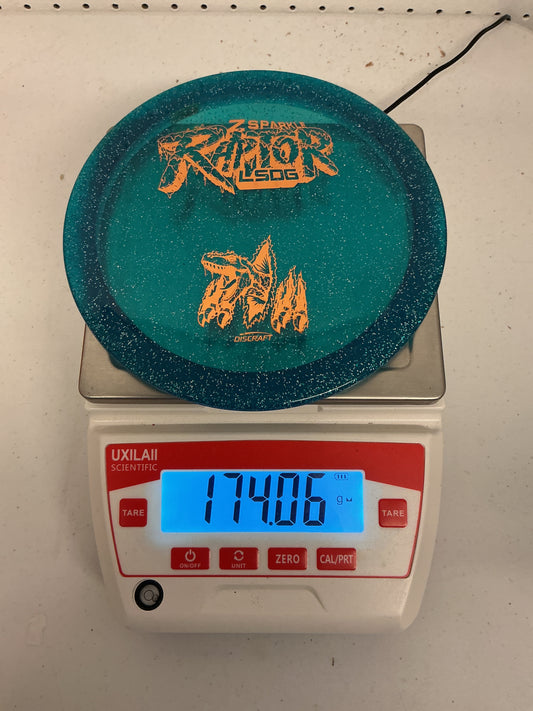 Z SPARKLE
RAPTOR
LSDG
DISCRAFT
UXILAII
SCIENTIFIC
174.06
g
TARE
TARE
ON/OFF
UNIT
ZERO
CAL/PRT